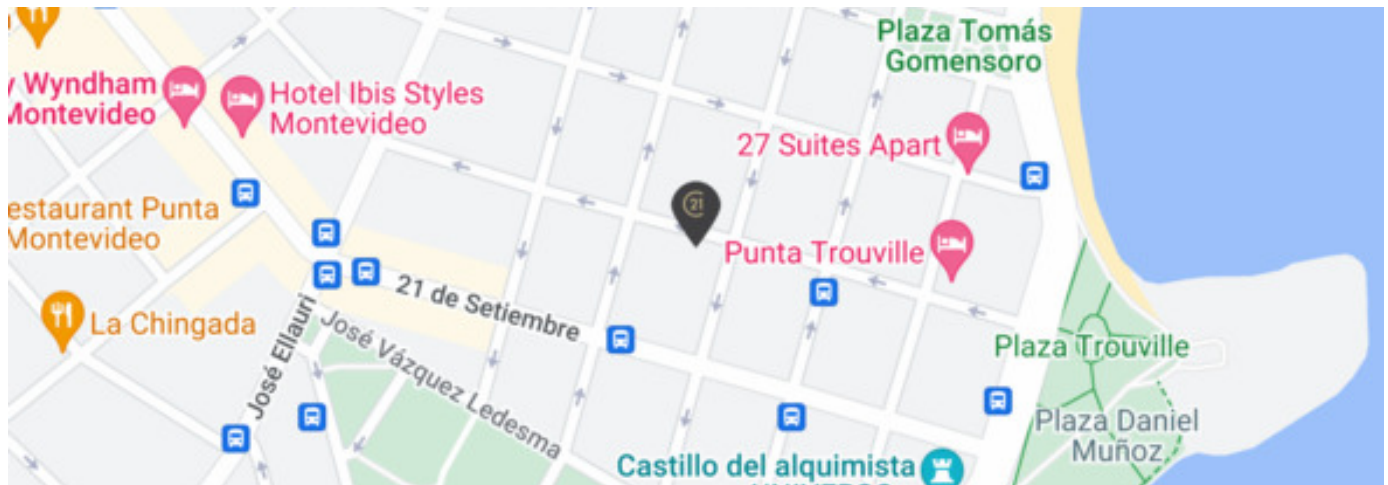 Plaza Tomás
Gomensoro
Wyndham
Montevideo
Hotel Ibis Styles
Montevideo
27 Suites Apart
21
estaurant Punta
Montevideo
Punta Trouville
21 de Setiembre
La Chingada
José Ellauri
José Vázquez Ledesma
Plaza Trouville
Plaza Daniel
Muñoz
Castillo del alquimista